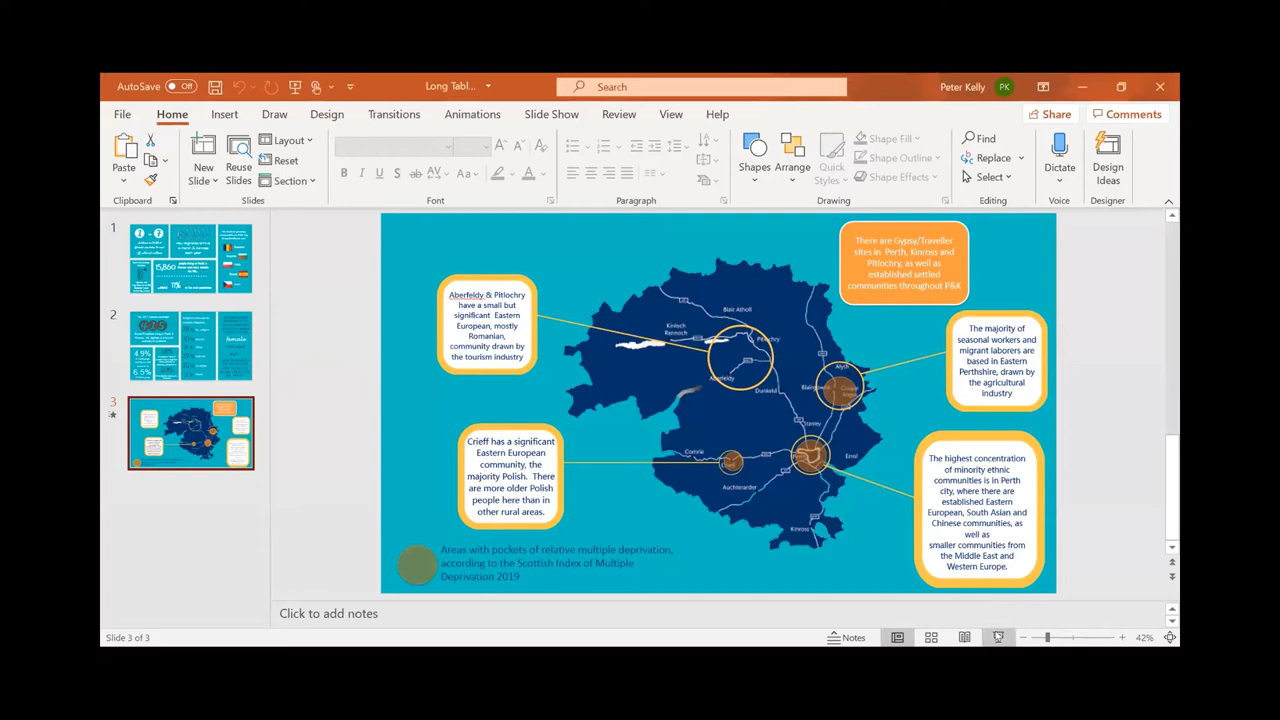 AutoSave Off
Long Tabl...
Search
Peter Kelly PK
File Home Insert Draw Design Transitions Animations Slide Show Review View Help
Share Comments
Paste
New
Slide
Reuse
Slides
Layout
Reset
Section
Shapes
Arrange
Quick
Styles
Shape Fill
Shape Outline
Shape Effects
Find
Replace
Select
Dictate
Design
Ideas
Clipboard Slides Font Paragraph Drawing Editing Voice Designer
1
15,860
2
4.9%
6.5%
female
3
There are Gypsy/Traveller
sites in Perth, Kinross and
Pitlochry, as well as
established settled
communities throughout P&K
Aberfeldy & Pitlochry
have a small but
significant Eastern
European, mostly
Romanian,
community drawn by
the tourism industry
The majority of
seasonal workers and
migrant laborers are
based in Eastern
Perthshire, drawn by
the agricultural
industry
Crieff has a significant
Eastern European
community, the
majority Polish. There
are more older Polish
people here than in
other rural areas.
The highest concentration
of minority ethnic
communities is in Perth
city, where there are
established Eastern
European, South Asian and
Chinese communities, as
well as
smaller communities from
the Middle East and
Western Europe.
Blair Atholl
Kinloch
Rannoch
Pitlochry
Aberfeldy
Dunkeld
Alyth
Stanley
Comrie
Crieff
Errol
Auchterarder
Kinross
Areas with pockets of relative multiple deprivation,
according to the Scottish Index of Multiple
Deprivation 2019
Click to add notes
Slide 3 of 3
Notes
42%